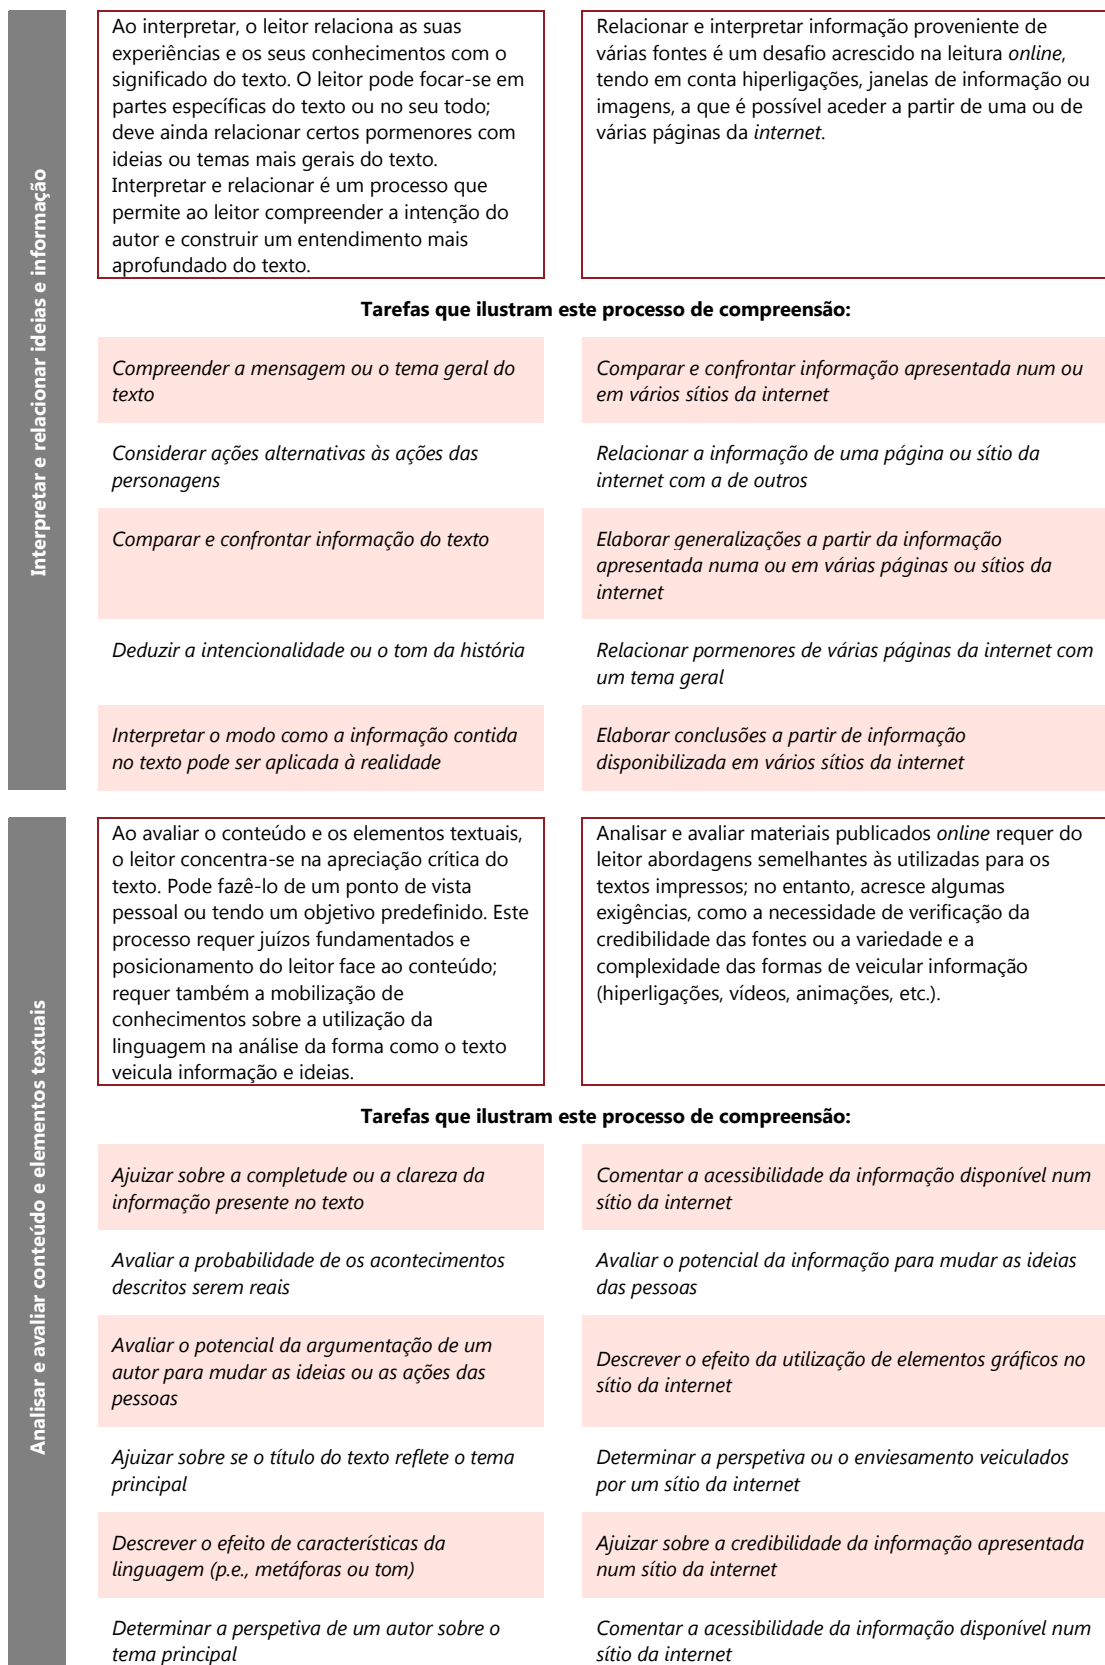 Interpretar e relacionar ideias e informação
Ao interpretar, o leitor relaciona as suas
experiências e os seus conhecimentos com o
significado do texto. O leitor pode focar-se em
partes específicas do texto ou no seu todo;
deve ainda relacionar certos pormenores com
ideias ou temas mais gerais do texto.
Interpretar e relacionar é um processo que
permite ao leitor compreender a intenção do
autor e construir um entendimento mais
aprofundado do texto.
Relacionar e interpretar informação proveniente de
várias fontes é um desafio acrescido na leitura online,
tendo em conta hiperligações, janelas de informação ou
imagens, a que é possível aceder a partir de uma ou de
várias páginas da internet.
Tarefas que ilustram este processo de compreensão:
Compreender a mensagem ou o tema geral do
texto
Comparar e confrontar informação apresentada num ou
em vários sítios da internet
Considerar ações alternativas às ações das
personagens
Relacionar a informação de uma página ou sítio da
internet com a de outros
Comparar e confrontar informação do texto
Elaborar generalizações a partir da informação
apresentada numa ou em várias páginas ou sítios da
internet
Deduzir a intencionalidade ou o tom da história
Relacionar pormenores de várias páginas da internet com
um tema geral
Interpretar o modo como a informação contida
no texto pode ser aplicada à realidade
Elaborar conclusões a partir de informação
disponibilizada em vários sítios da internet
Analisar e avaliar conteúdo e elementos textuais
Ao avaliar o conteúdo e os elementos textuais,
o leitor concentra-se na apreciação crítica do
texto. Pode fazê-lo de um ponto de vista
pessoal ou tendo um objetivo predefinido. Este
processo requer juízos fundamentados e
posicionamento do leitor face ao conteúdo;
requer também a mobilização de
conhecimentos sobre a utilização da
linguagem na análise da forma como o texto
veicula informação e ideias.
Analisar e avaliar materiais publicados online requer do
leitor abordagens semelhantes às utilizadas para os
textos impressos; no entanto, acresce algumas
exigências, como a necessidade de verificação da
credibilidade das fontes ou a variedade e a
complexidade das formas de veicular informação
(hiperligações, vídeos, animações, etc.).
Tarefas que ilustram este processo de compreensão:
Ajuizar sobre a completude ou a clareza da
informação presente no texto
Comentar a acessibilidade da informação disponível num
sítio da internet
Avaliar a probabilidade de os acontecimentos
descritos serem reais
Avaliar o potencial da informação para mudar as ideias
das pessoas
Avaliar o potencial da argumentação de um
autor para mudar as ideias ou as ações das
pessoas
Descrever o efeito da utilização de elementos gráficos no
sítio da internet
Ajuizar sobre se o título do texto reflete o tema
principal
Determinar a perspetiva ou o enviesamento veiculados
por um sítio da internet
Descrever o efeito de características da
linguagem (p.e., metáforas ou tom)
Ajuizar sobre a credibilidade da informação apresentada
num sítio da internet
Determinar a perspetiva de um autor sobre o
tema principal
Comentar a acessibilidade da informação disponível num
sítio da internet